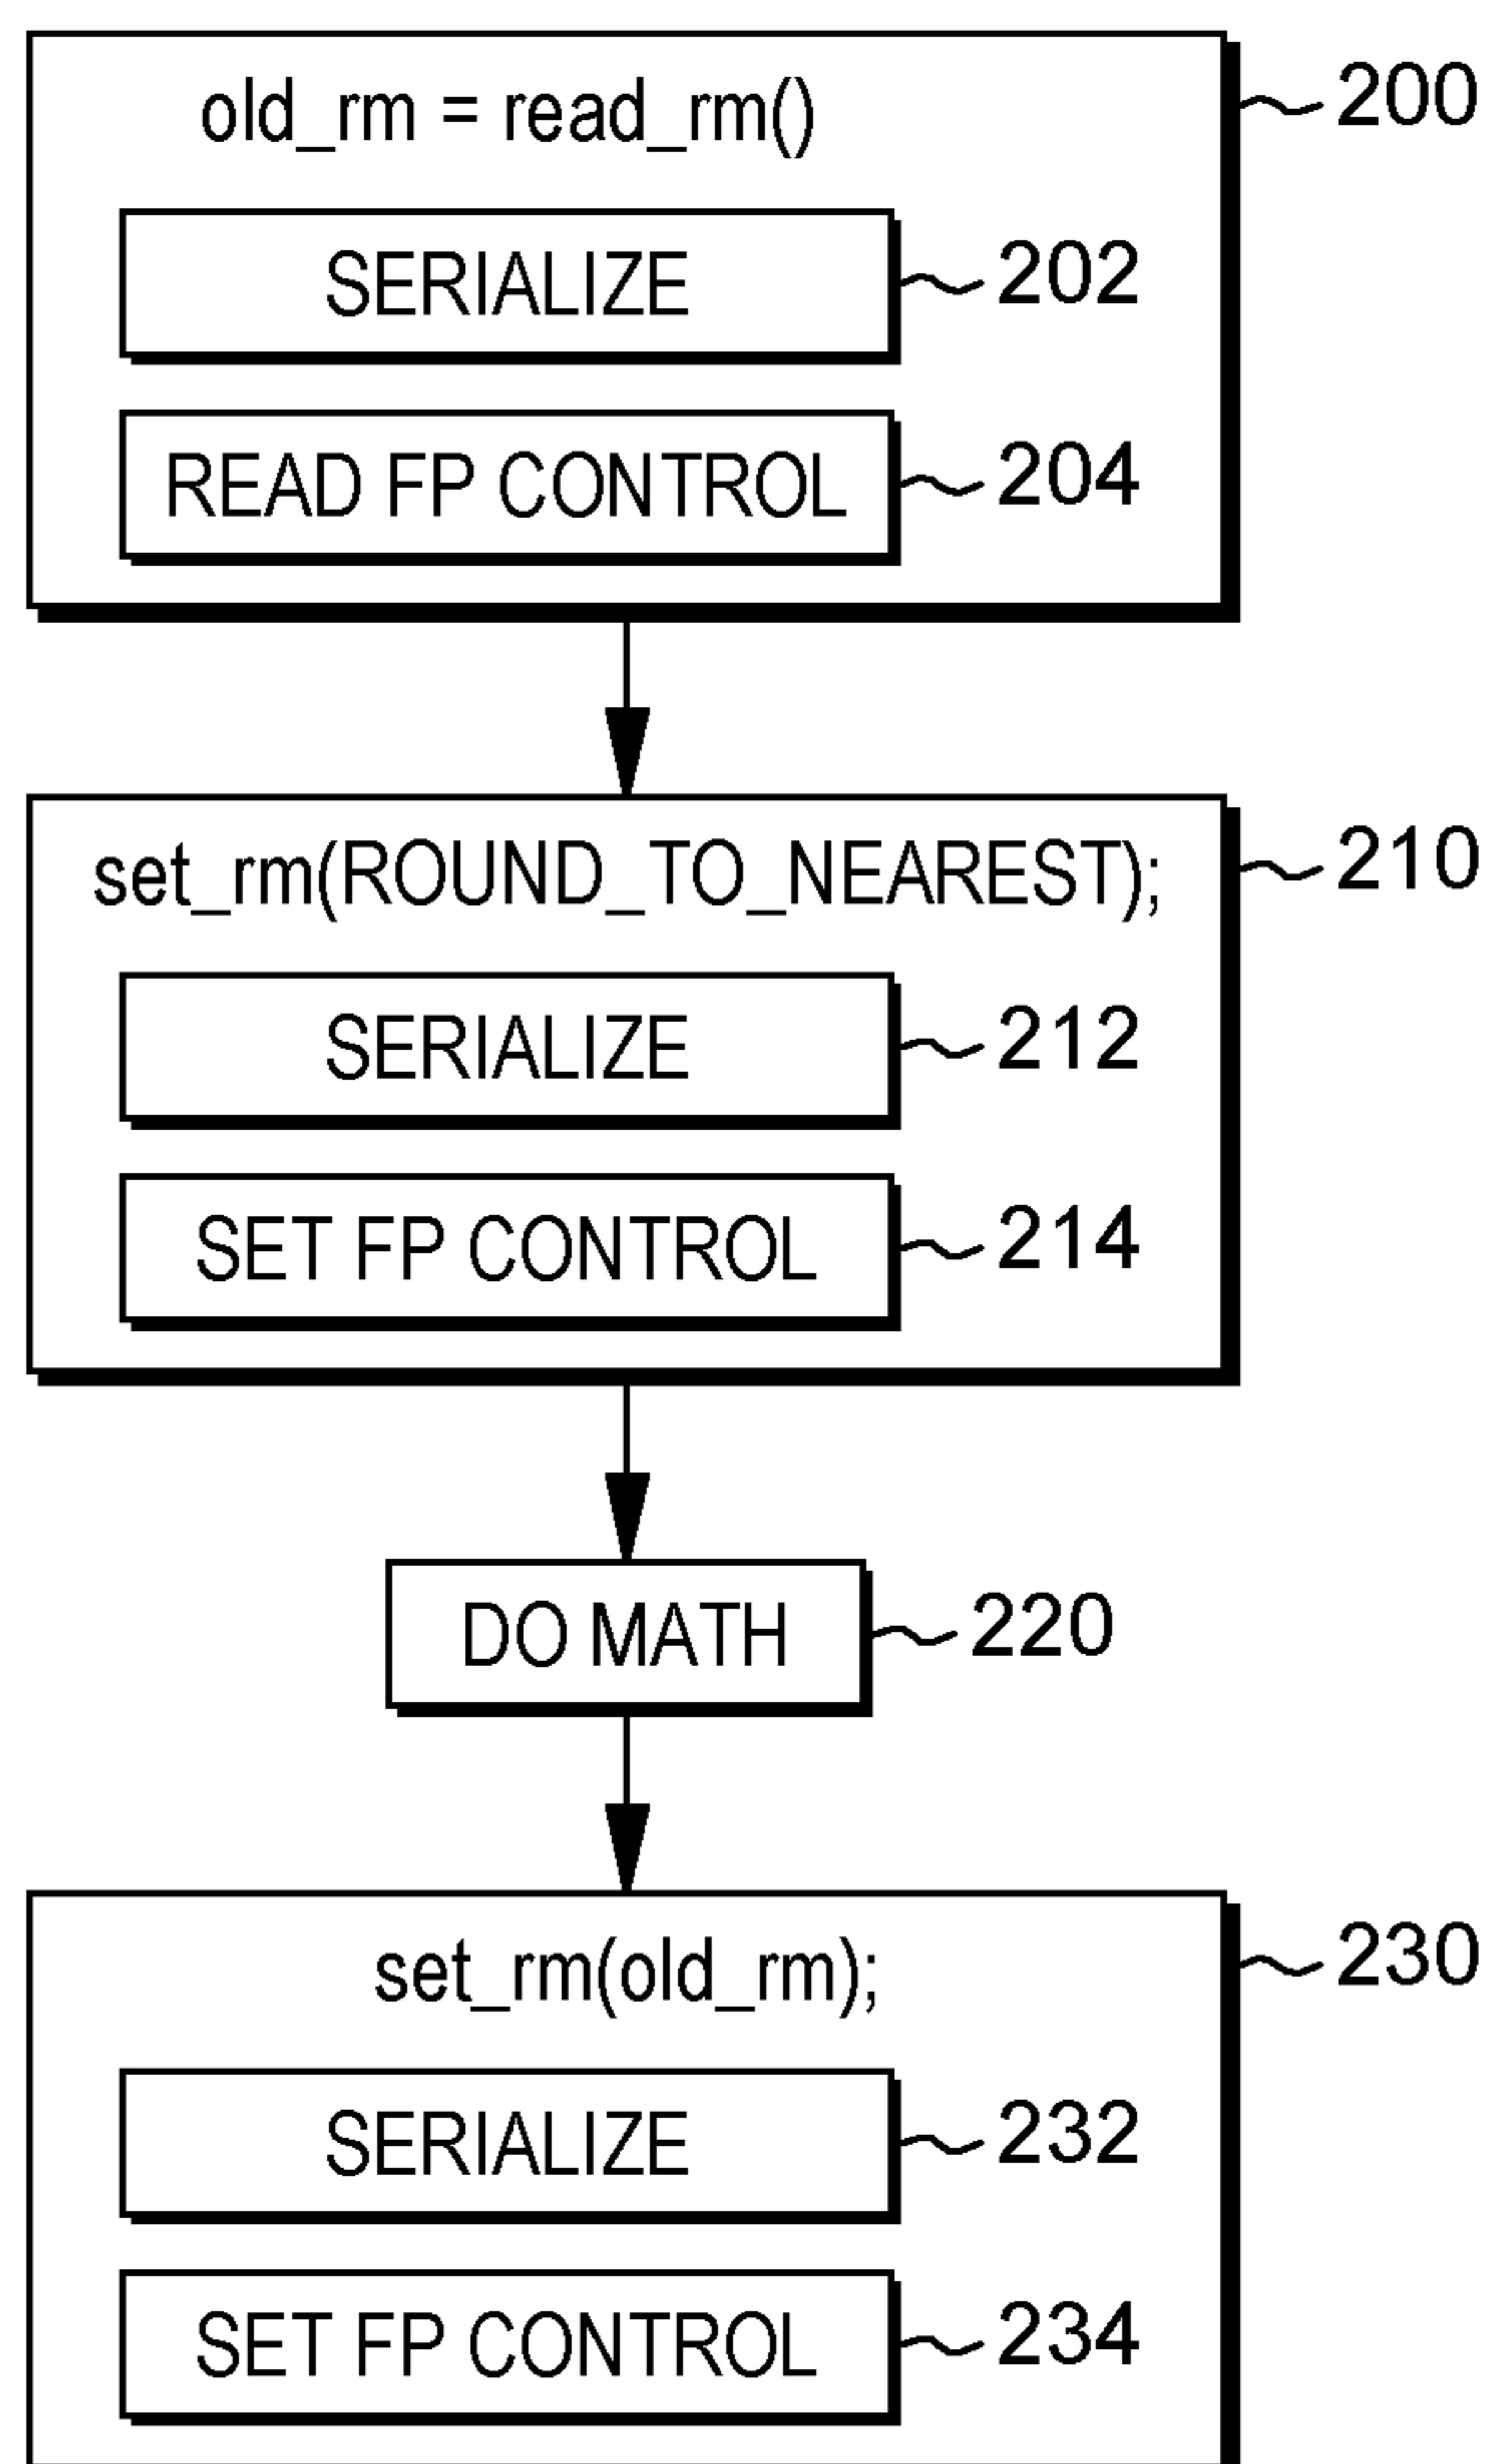 old_rm = read_rm() 200
SERIALIZE 202
READ FP CONTROL 204
set_rm(ROUND_TO_NEAREST); 210
SERIALIZE 212
SET FP CONTROL 214
DO MATH 220
set_rm(old_rm); 230
SERIALIZE 232
SET FP CONTROL 234